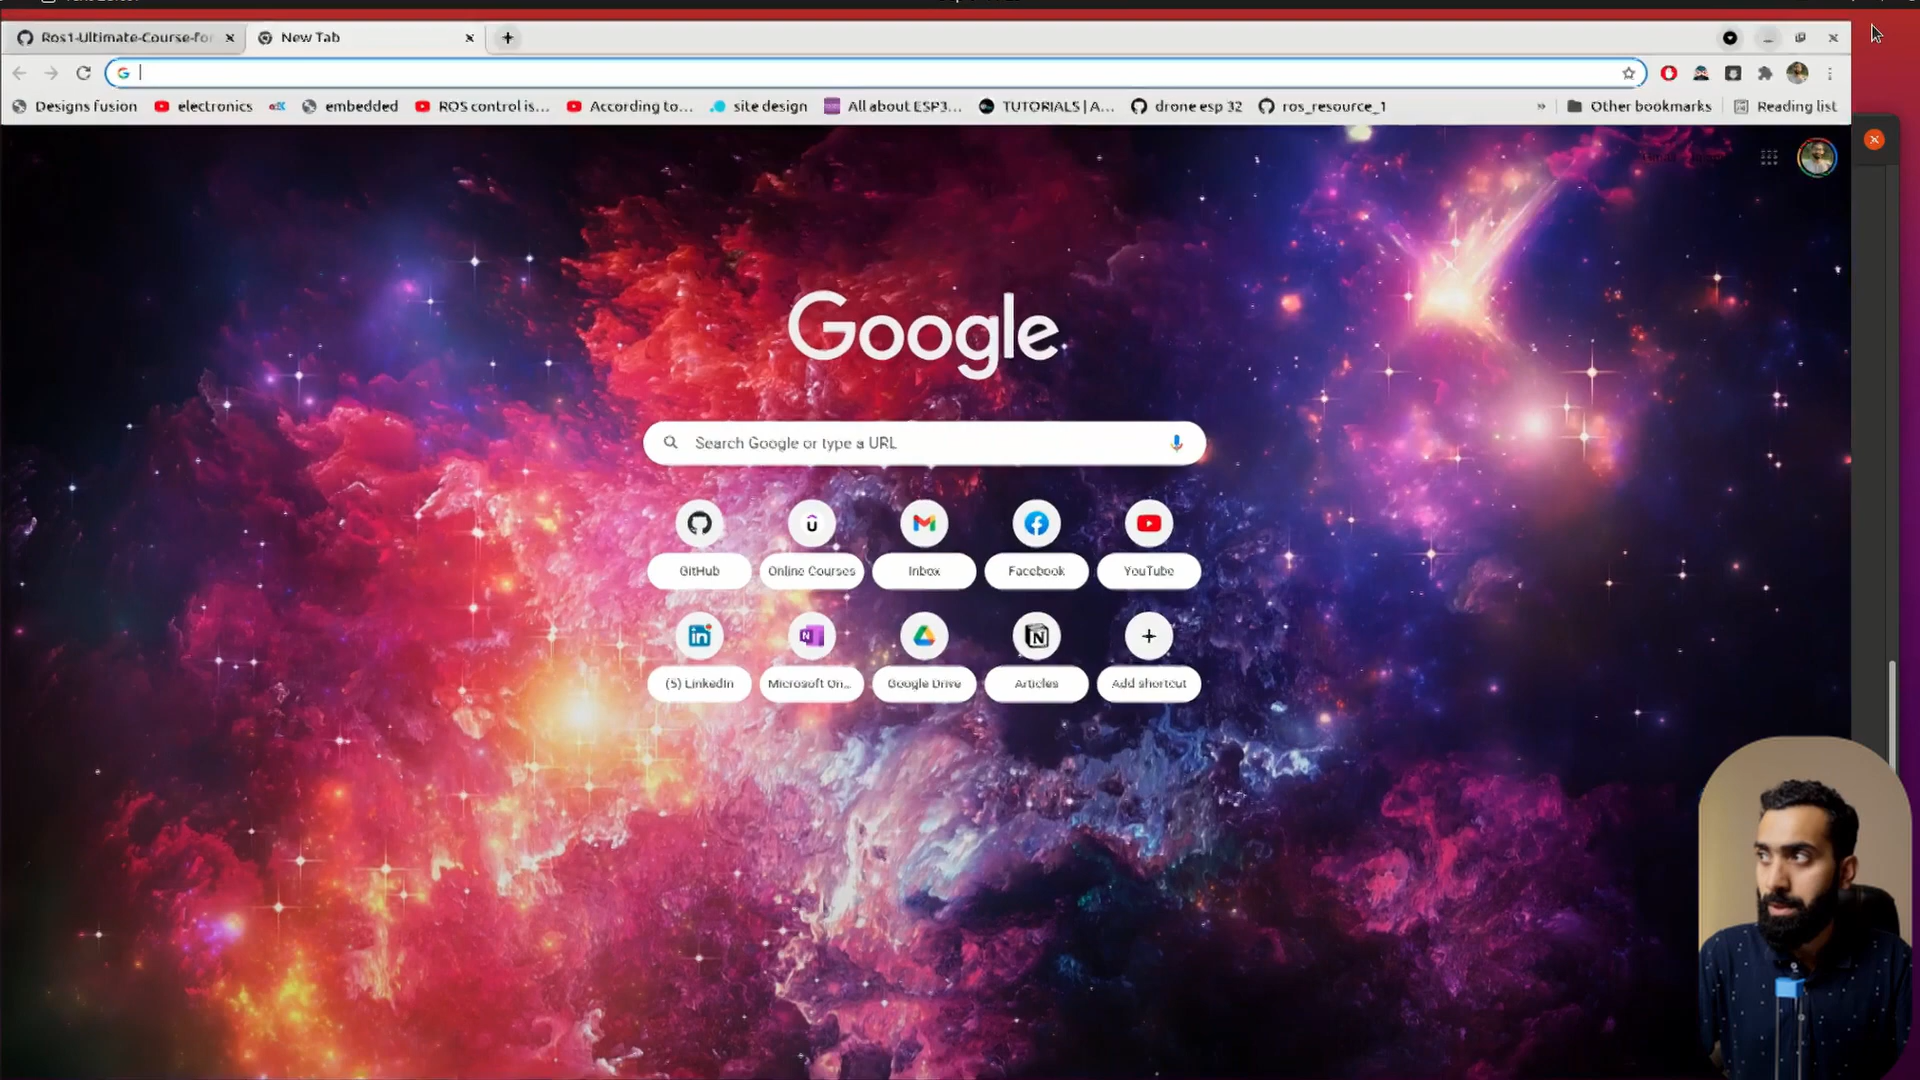 Ros1-Ultimate-Course-for
New Tab
Designs fusion
electronics
embedded
ROS control is...
According to...
site design
All about ESP3...
TUTORIALS | A...
drone esp 32
ros_resource_1
»
Other bookmarks
Reading list
Google
Search Google or type a URL
GitHub
Online Courses
Inbox
Facebook
YouTube
(5) LinkedIn
Microsoft On...
Google Drive
Articles
Add shortcut